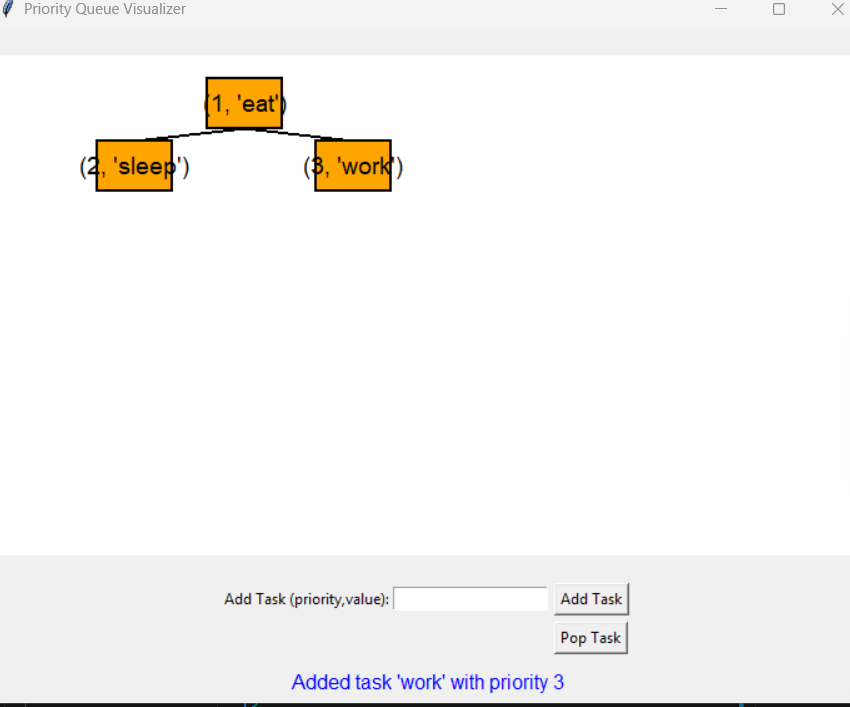 Priority Queue Visualizer
(1, 'eat')
(2, 'sleep') (3, 'work')
Add Task (priority,value): Add Task
Pop Task
Added task 'work' with priority 3